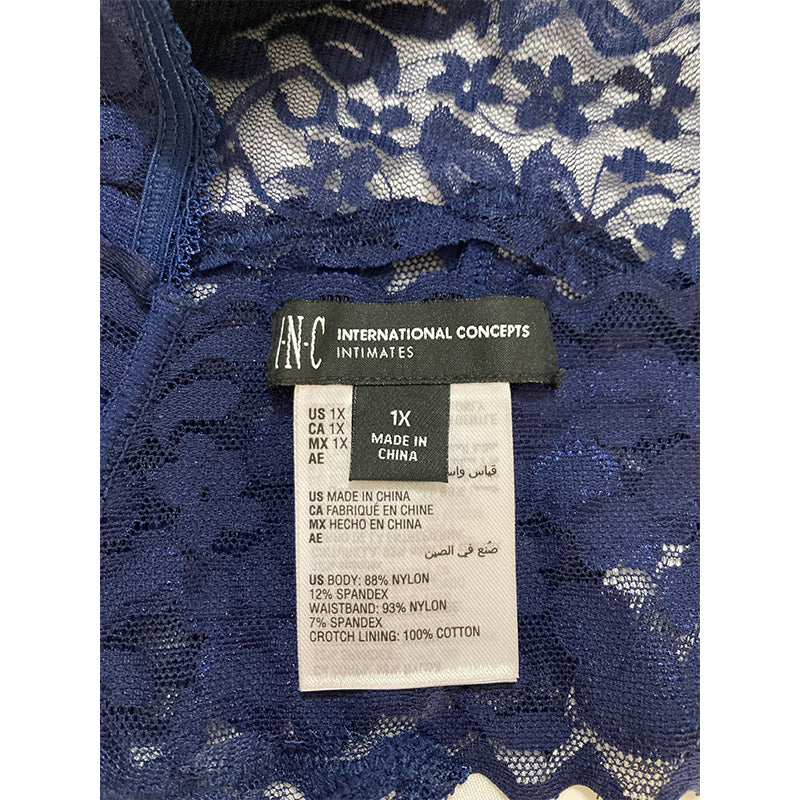 I·N·C INTERNATIONAL CONCEPTS
INTIMATES
1X
MADE IN
CHINA
US 1X
CA 1X
MX 1X
AE
قياس
US MADE IN CHINA
CA FABRIQUÉ EN CHINE
MX HECHO EN CHINA
AE
صُنع في الصين
US BODY: 88% NYLON
12% SPANDEX
WAISTBAND: 93% NYLON
7% SPANDEX
CROTCH LINING: 100% COTTON